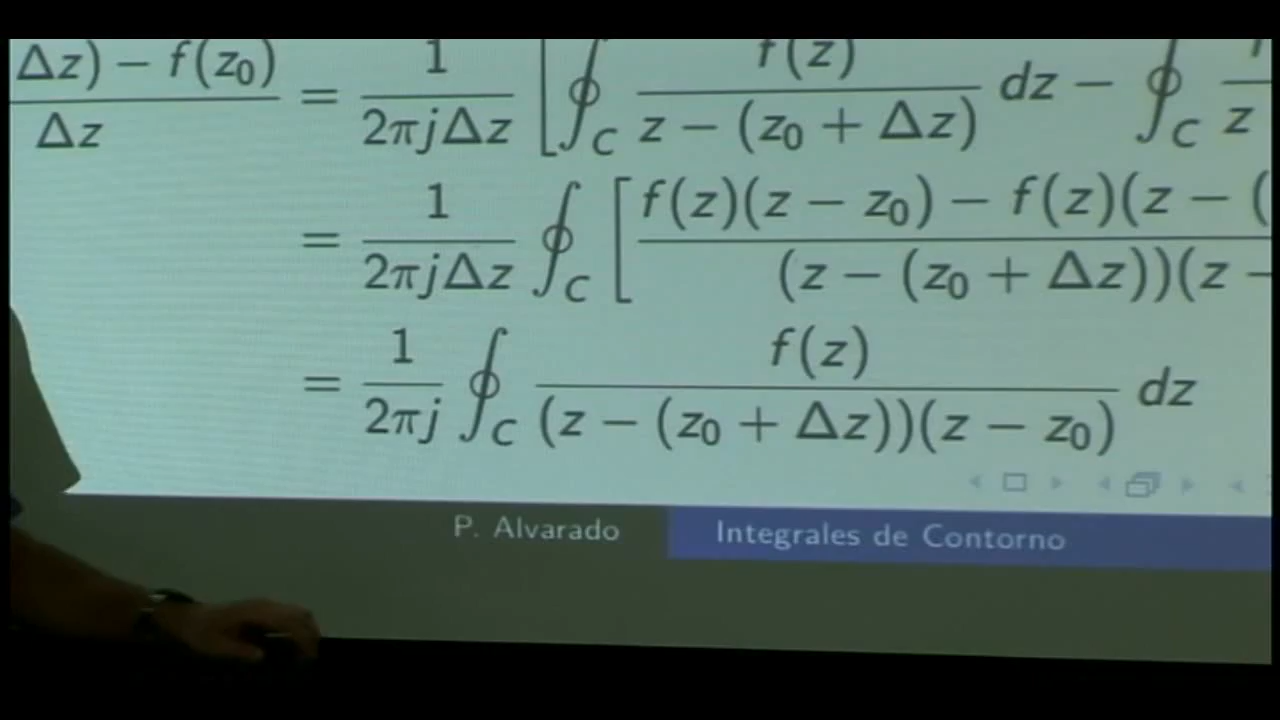 Δz) − f(z₀) / Δz = 1 / 2πjΔz [∮_C f(z) / z − (z₀ + Δz) dz − ∮_C / z
= 1 / 2πjΔz ∮_C [f(z)(z − z₀) − f(z)(z − ( / (z − (z₀ + Δz))(z −
= 1 / 2πj ∮_C f(z) / (z − (z₀ + Δz))(z − z₀) dz
P. Alvarado Integrales de Contorno